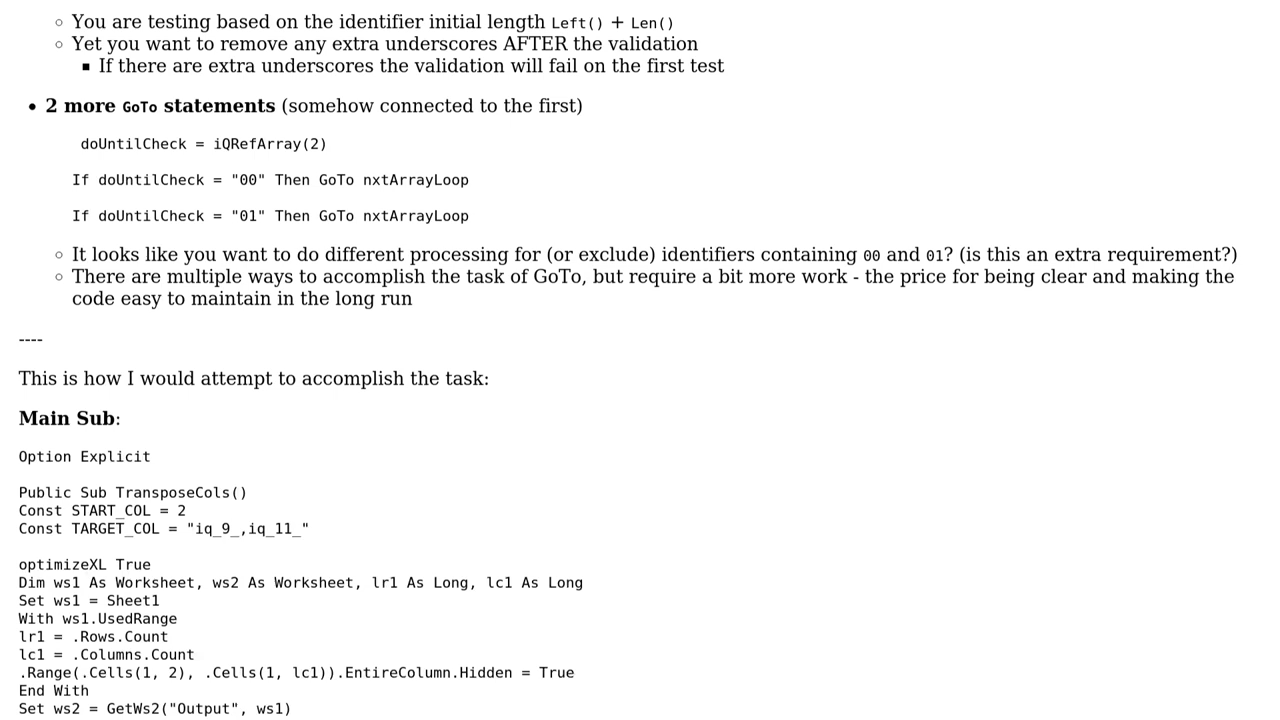 You are testing based on the identifier initial length Left() + Len()
Yet you want to remove any extra underscores AFTER the validation
If there are extra underscores the validation will fail on the first test
2 more GoTo statements (somehow connected to the first)
doUntilCheck = iQRefArray(2)
If doUntilCheck = "00" Then GoTo nxtArrayLoop
If doUntilCheck = "01" Then GoTo nxtArrayLoop
It looks like you want to do different processing for (or exclude) identifiers containing 00 and 01? (is this an extra requirement?)
There are multiple ways to accomplish the task of GoTo, but require a bit more work - the price for being clear and making the
code easy to maintain in the long run
----
This is how I would attempt to accomplish the task:
Main Sub:
Option Explicit
Public Sub TransposeCols()
Const START_COL = 2
Const TARGET_COL = "iq_9_,iq_11_"
optimizeXL True
Dim ws1 As Worksheet, ws2 As Worksheet, lr1 As Long, lc1 As Long
Set ws1 = Sheet1
With ws1.UsedRange
lr1 = .Rows.Count
lc1 = .Columns.Count
.Range(.Cells(1, 2), .Cells(1, lc1)).EntireColumn.Hidden = True
End With
Set ws2 = GetWs2("Output", ws1)